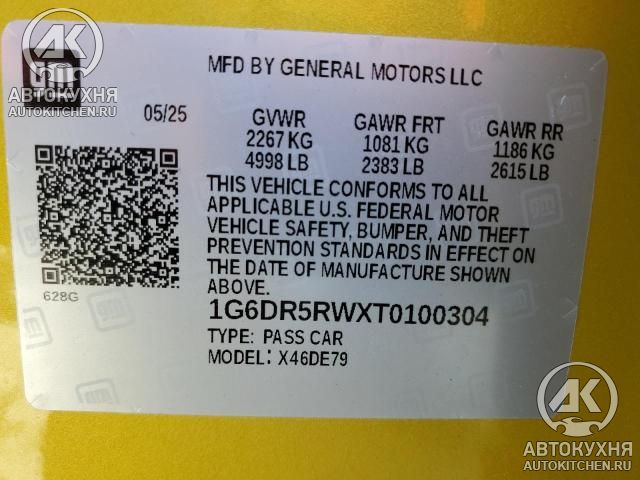 AK
АВТОКУХНЯ
AUTOKITCHEN.RU
gm
MFD BY GENERAL MOTORS LLC
05/25
GVWR
2267 KG
4998 LB
GAWR FRT
1081 KG
2383 LB
GAWR RR
1186 KG
2615 LB
THIS VEHICLE CONFORMS TO ALL
APPLICABLE U.S. FEDERAL MOTOR
VEHICLE SAFETY, BUMPER, AND THEFT
PREVENTION STANDARDS IN EFFECT ON
THE DATE OF MANUFACTURE SHOWN
ABOVE.
628G
1G6DR5RWXT0100304
TYPE: PASS CAR
MODEL: X46DE79
AK
АВТОКУХНЯ
AUTOKITCHEN.RU